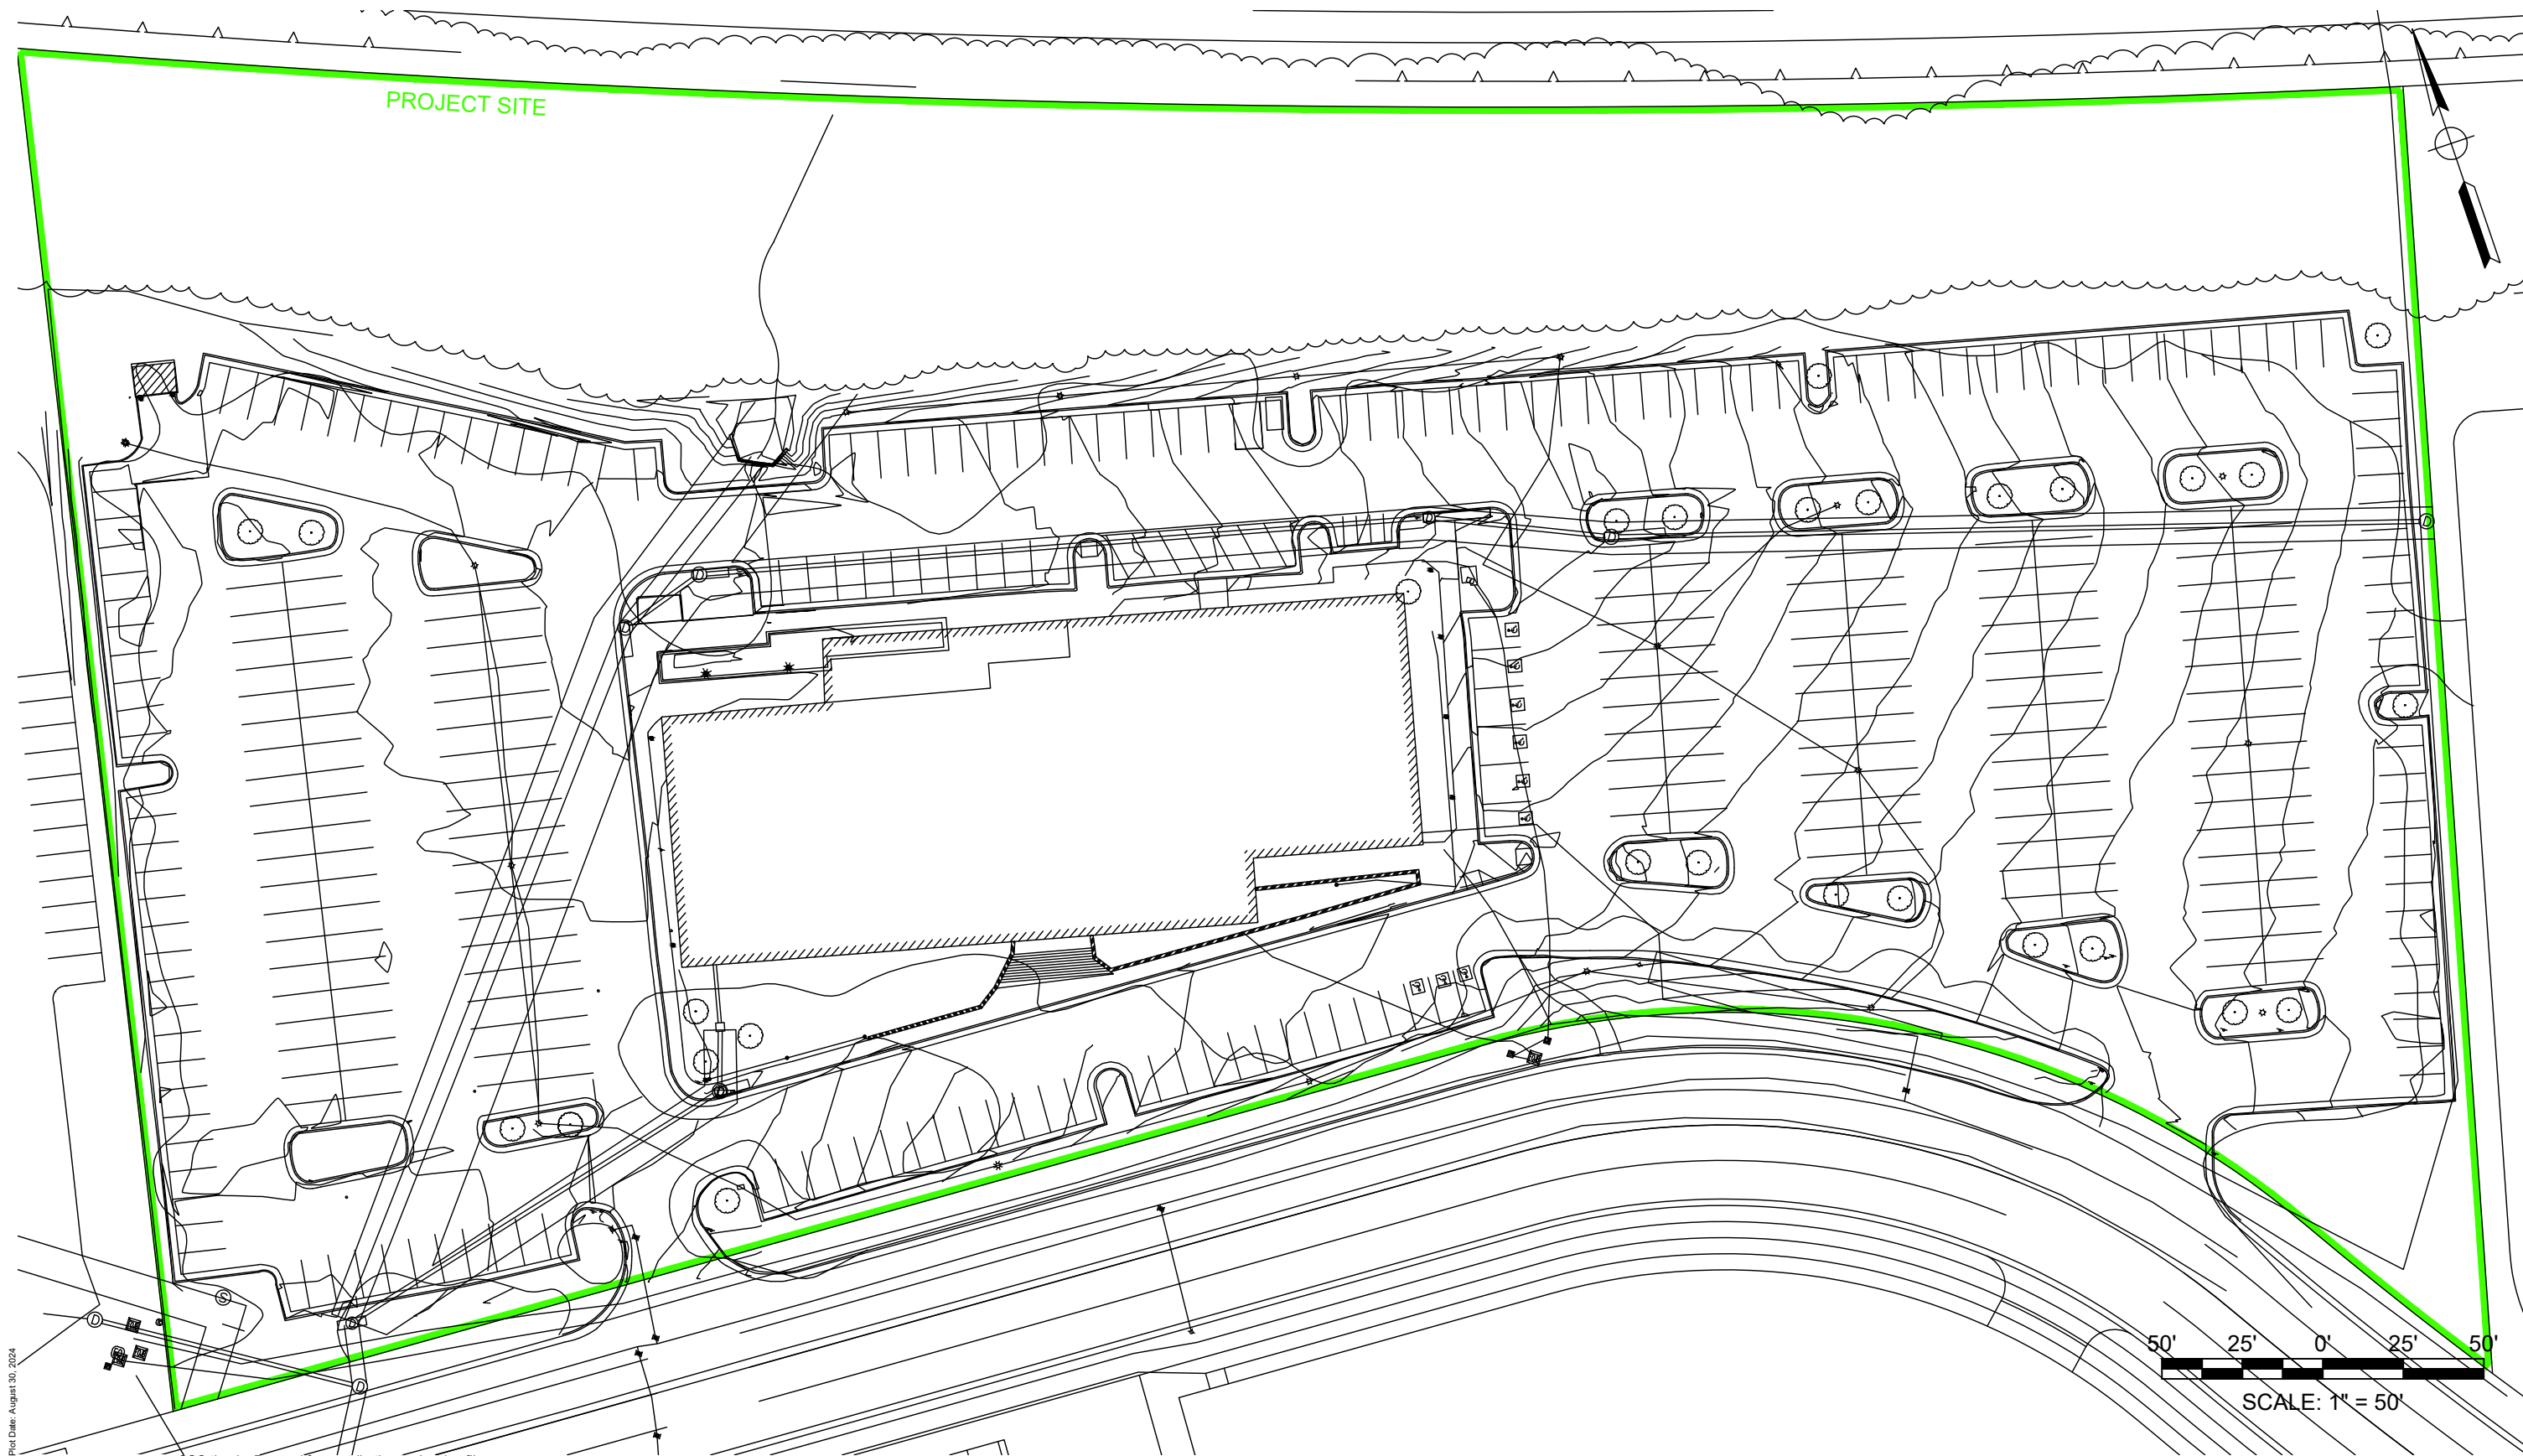 PROJECT SITE
50' 25' 0' 25' 50'
SCALE: 1" = 50'
Plot Date: August 30, 2024
D
D
D
D
D
S
D
D
D